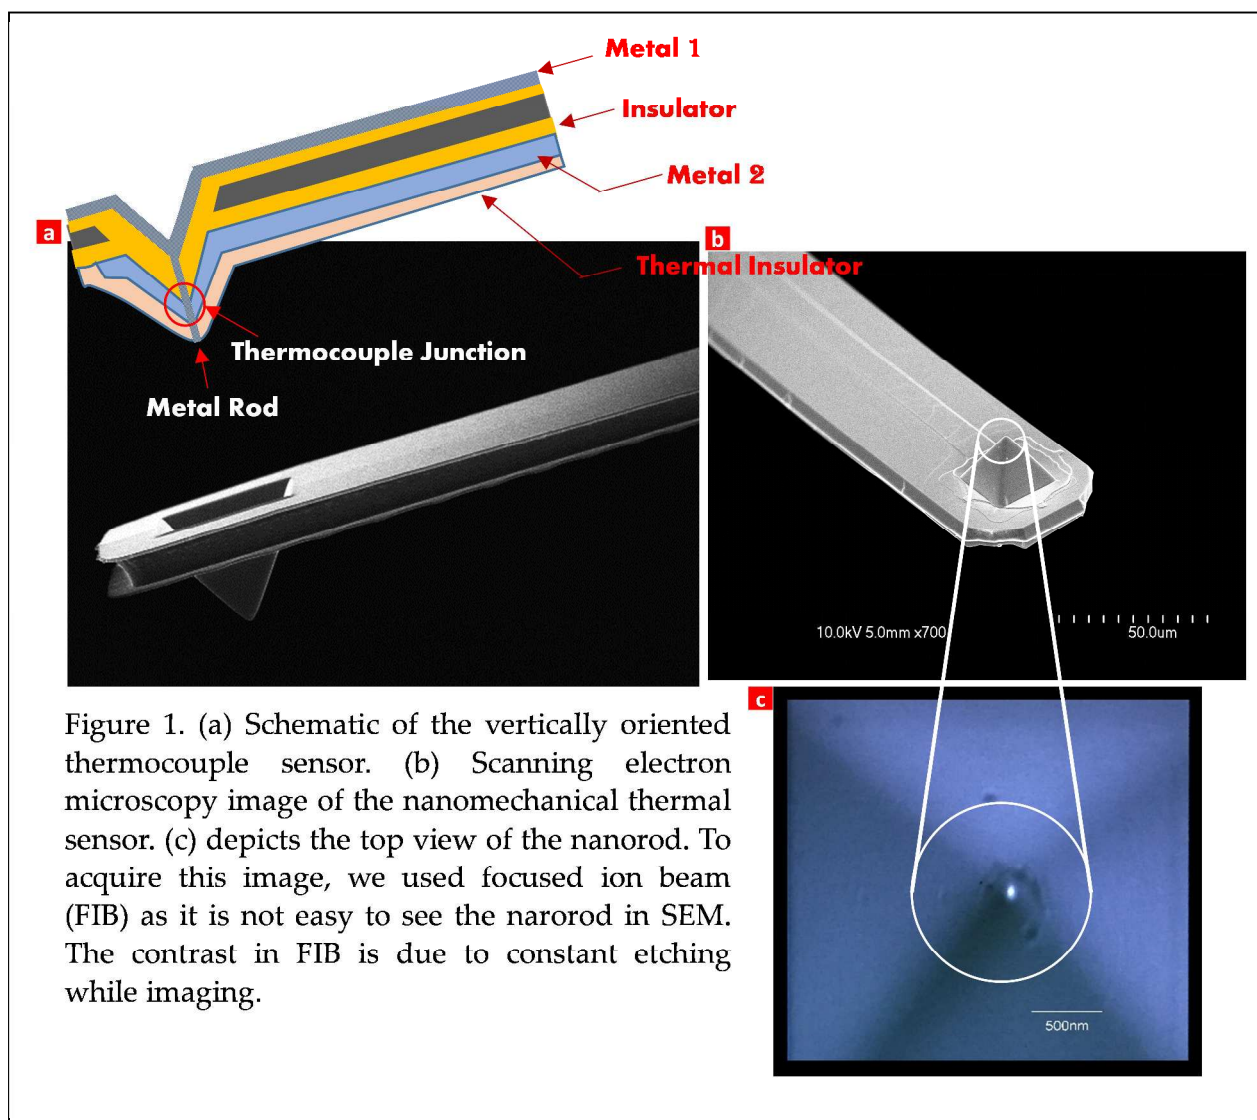 Metal 1
Insulator
Metal 2
a
b
Thermal Insulator
Thermocouple Junction
Metal Rod
10.0kV 5.0mm x700
50.0um
c
Figure 1. (a) Schematic of the vertically oriented
thermocouple sensor. (b) Scanning electron
microscopy image of the nanomechanical thermal
sensor. (c) depicts the top view of the nanorod. To
acquire this image, we used focused ion beam
(FIB) as it is not easy to see the narorod in SEM.
The contrast in FIB is due to constant etching
while imaging.
500nm